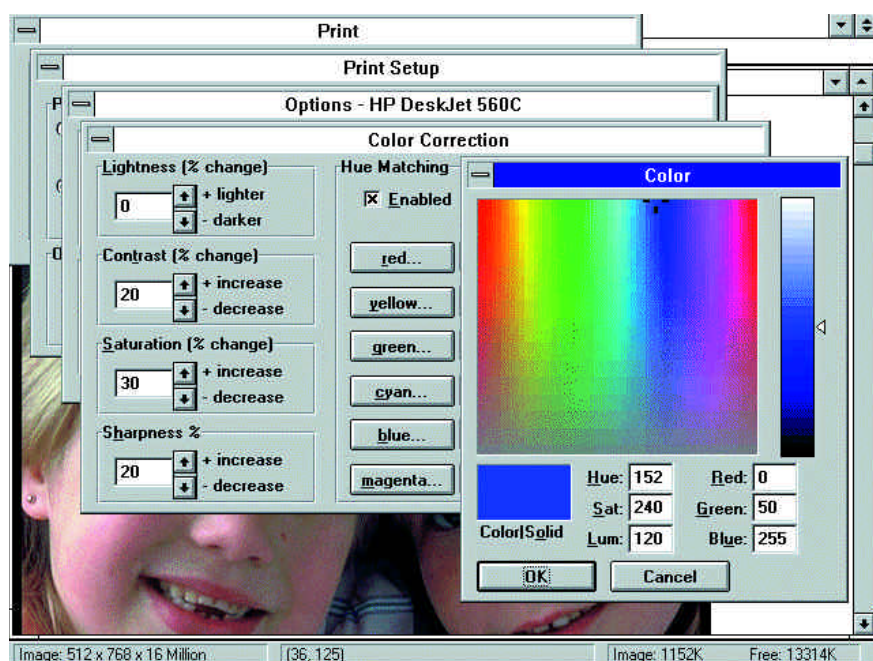 Print
Print Setup
P
Options - HP DeskJet 560C
Color Correction
Lightness (% change)
0
+ lighter
- darker
Contrast (% change)
20
+ increase
- decrease
Saturation (% change)
30
+ increase
- decrease
Sharpness %
20
+ increase
- decrease
Hue Matching
Enabled
red...
yellow...
green...
cyan...
blue...
magenta...
Color
Color|Solid
Hue: 152
Sat: 240
Lum: 120
Red: 0
Green: 50
Blue: 255
OK
Cancel
Image: 512 x 768 x 16 Million
(36, 125)
Image: 1152K
Free: 13314K